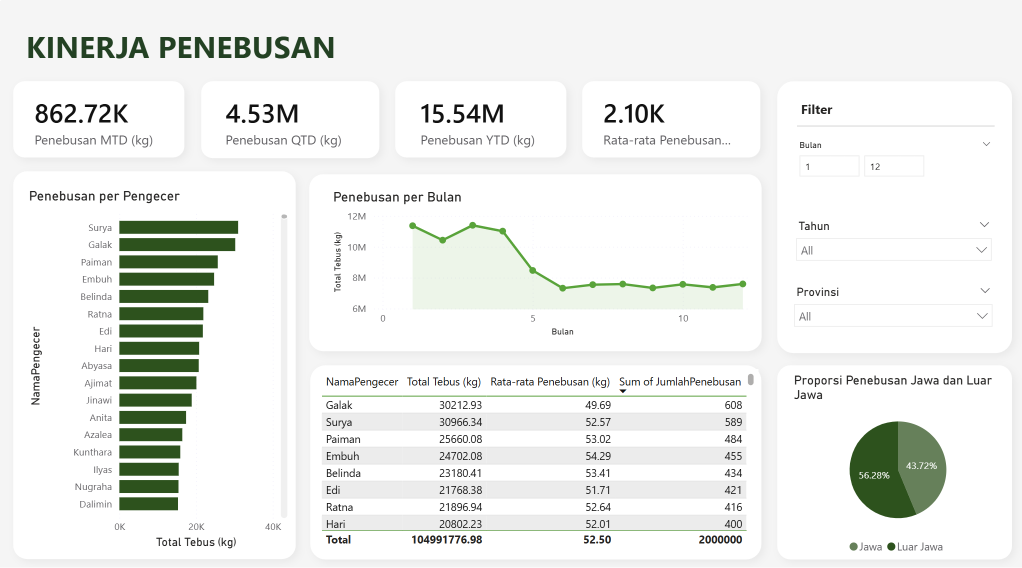 KINERJA PENEBUSAN
862.72K
Penebusan MTD (kg)
4.53M
Penebusan QTD (kg)
15.54M
Penebusan YTD (kg)
2.10K
Rata-rata Penebusan...
Filter
Bulan
1 12
Tahun
All
Provinsi
All
Penebusan per Pengecer
NamaPengecer
Surya
Galak
Paiman
Embuh
Belinda
Ratna
Edi
Hari
Abyasa
Ajimat
Jinawi
Anita
Azalea
Kunthara
Ilyas
Nugraha
Dalimin
0K 20K 40K
Total Tebus (kg)
Penebusan per Bulan
Total Tebus (kg)
12M
10M
8M
6M
0 5 10
Bulan
NamaPengecer Total Tebus (kg) Rata-rata Penebusan (kg) Sum of JumlahPenebusan
Galak 30212.93 49.69 608
Surya 30966.34 52.57 589
Paiman 25660.08 53.02 484
Embuh 24702.08 54.29 455
Belinda 23180.41 53.41 434
Edi 21768.38 51.71 421
Ratna 21896.94 52.64 416
Hari 20802.23 52.01 400
Total 104991776.98 52.50 2000000
Proporsi Penebusan Jawa dan Luar
Jawa
56.28% 43.72%
Jawa Luar Jawa